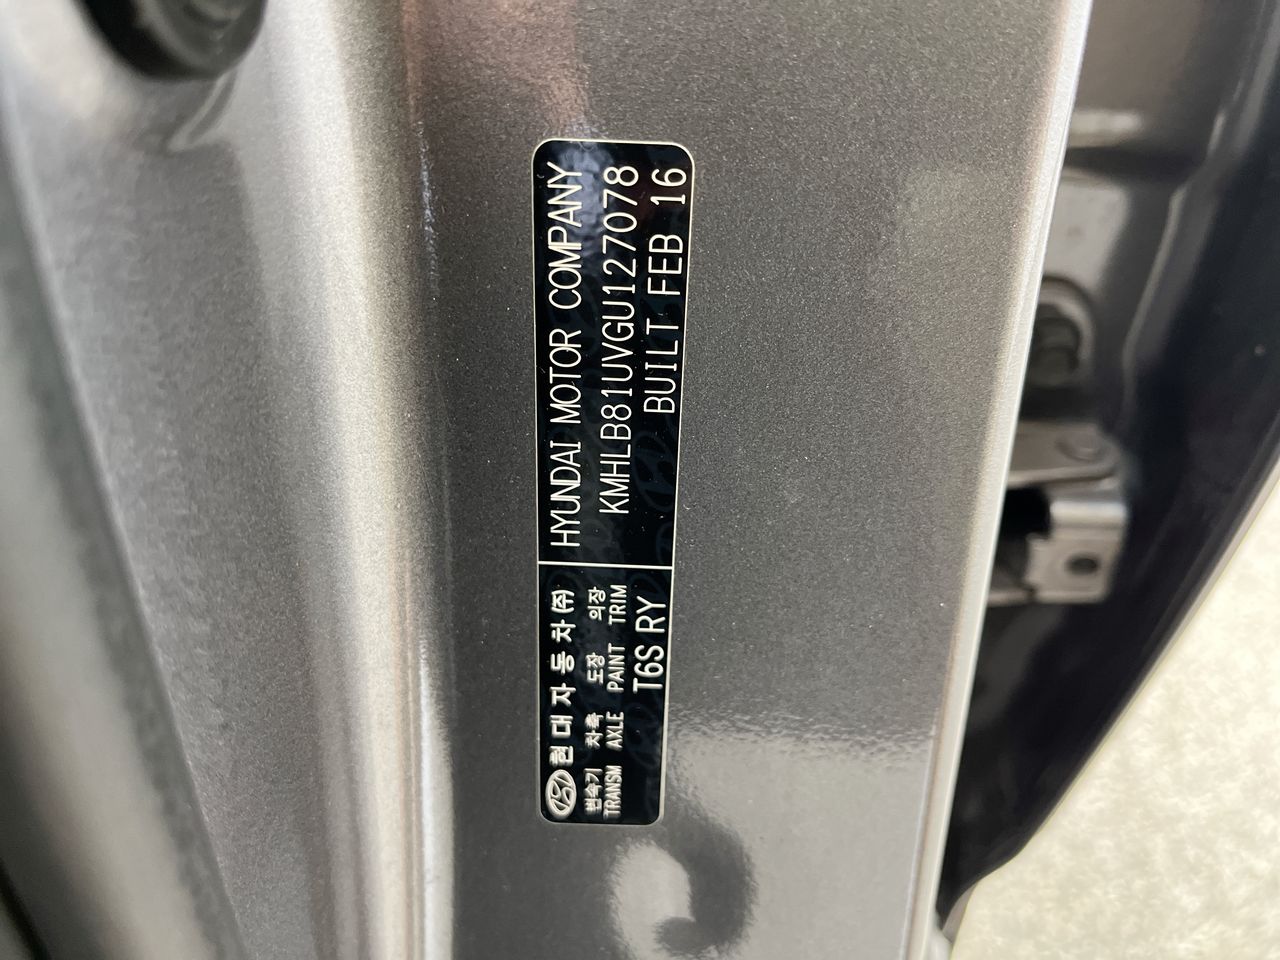 현대자동차(주)
변속기 차축 도장 의장
TRANSM AXLE PAINT TRIM
T6S RY
HYUNDAI MOTOR COMPANY
KMHLB81UVGU127078
BUILT FEB 16